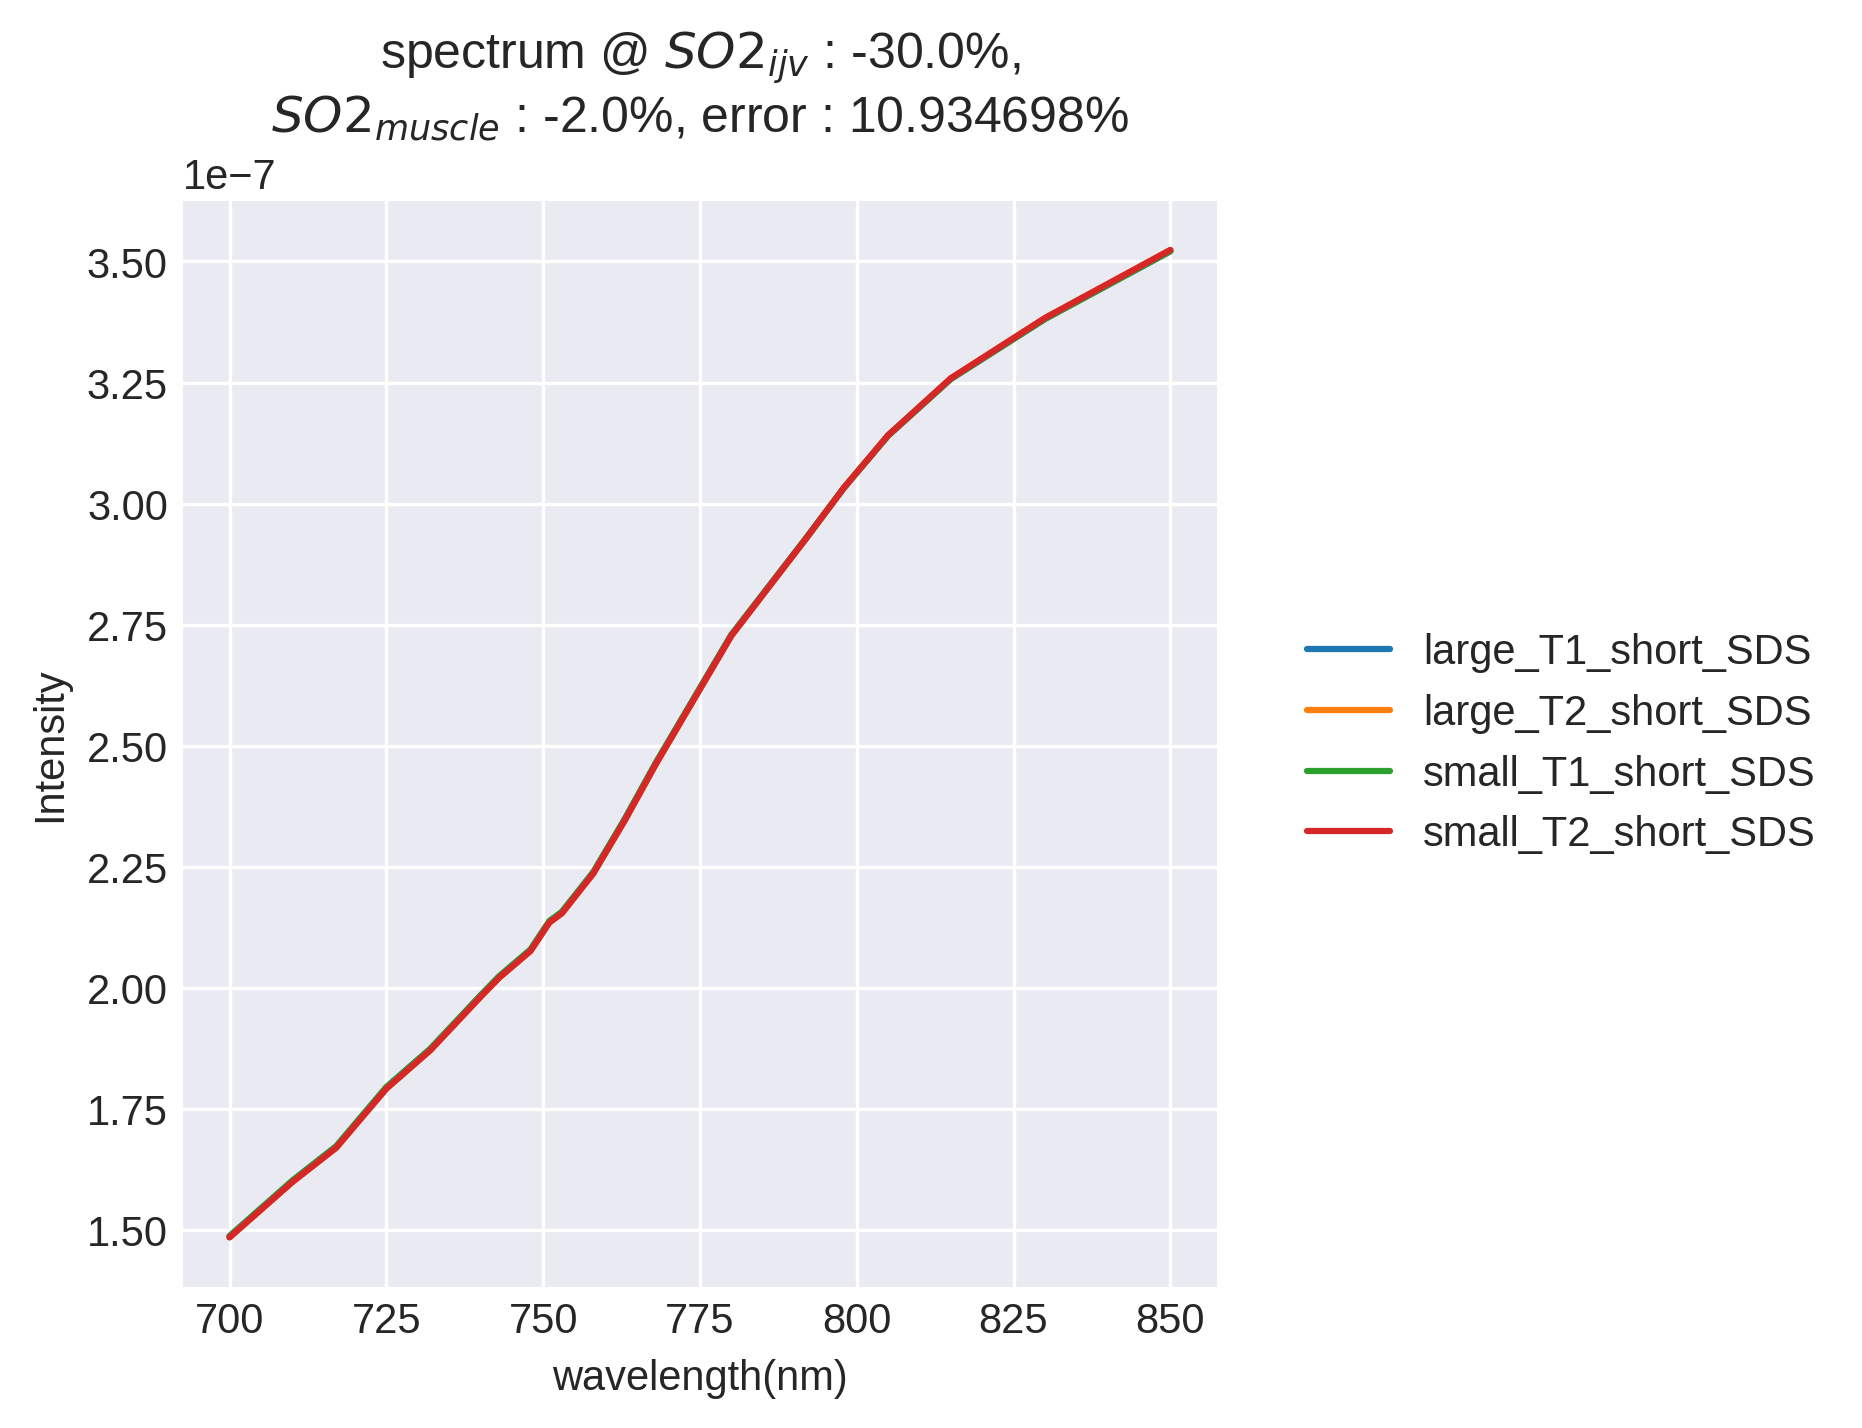 spectrum @ SO2ijv : -30.0%,
SO2muscle : -2.0%, error : 10.934698%
1e−7
3.50
3.25
3.00
2.75
2.50
2.25
2.00
1.75
1.50
Intensity
700 725 750 775 800 825 850
wavelength(nm)
large_T1_short_SDS
large_T2_short_SDS
small_T1_short_SDS
small_T2_short_SDS